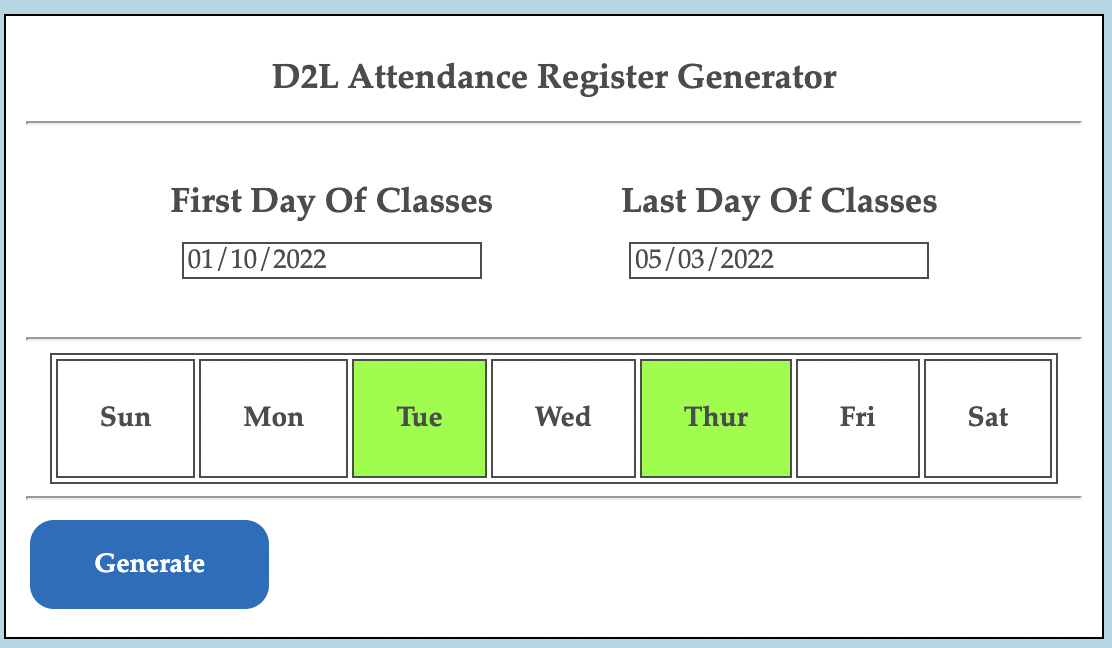 D2L Attendance Register Generator
First Day Of Classes Last Day Of Classes
01/10/2022 05/03/2022
Sun Mon Tue Wed Thur Fri Sat
Generate